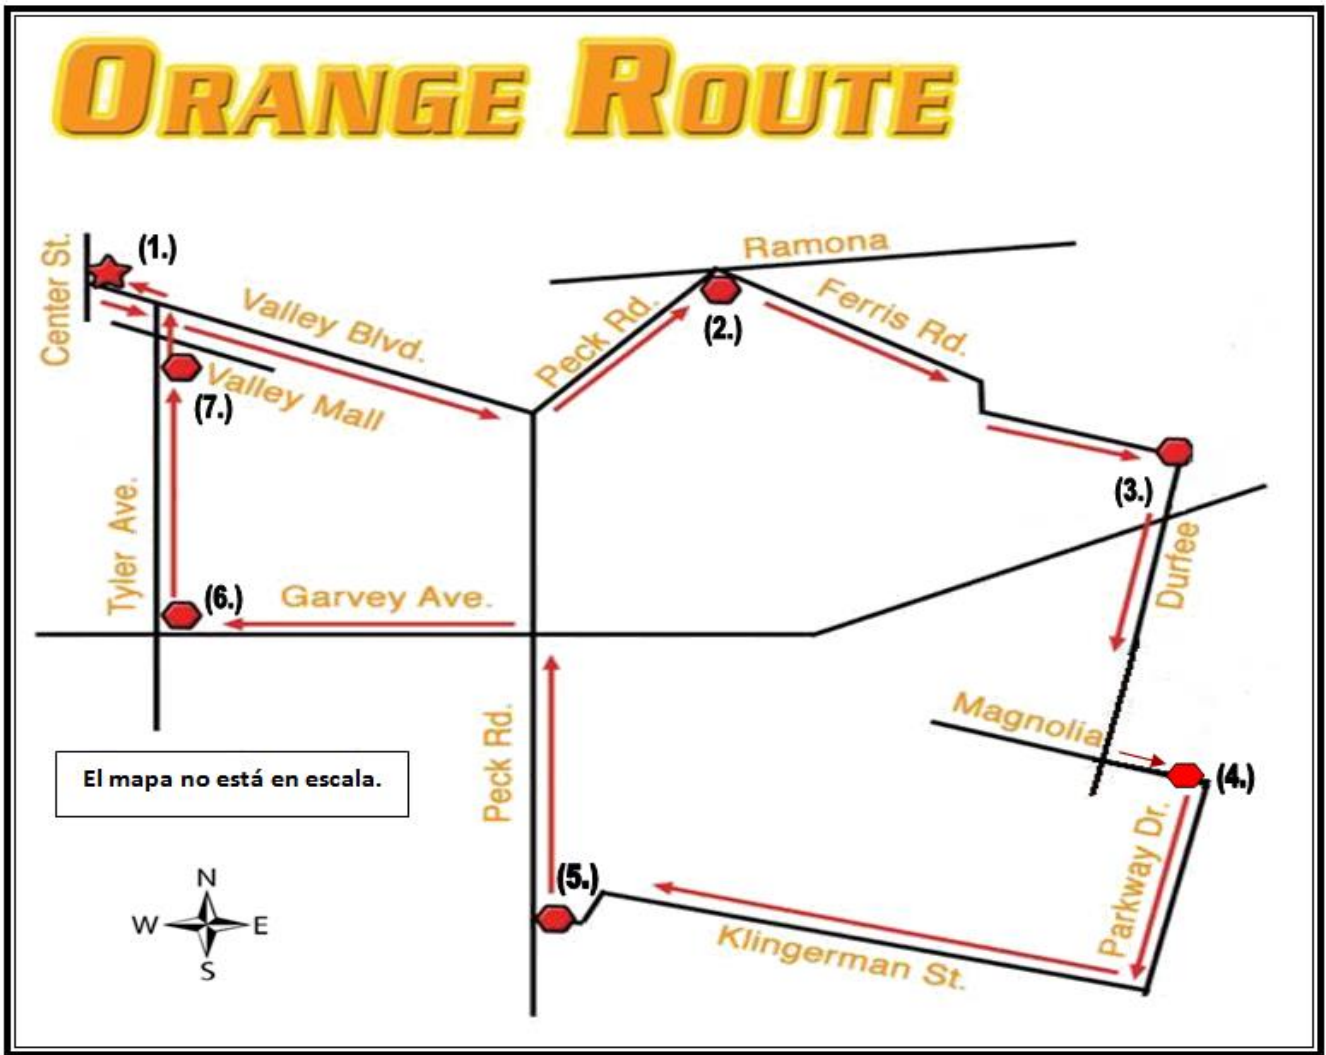 ORANGE ROUTE
Center St.
(1.)
Valley Blvd.
Ramona
Peck Rd.
(2.)
Ferris Rd.
Valley Mall
(7.)
(3.)
Tyler Ave.
(6.)
Garvey Ave.
Durfee
Magnolia
(4.)
Peck Rd.
El mapa no está en escala.
Parkway Dr.
(5.)
Klingerman St.
N
W E
S